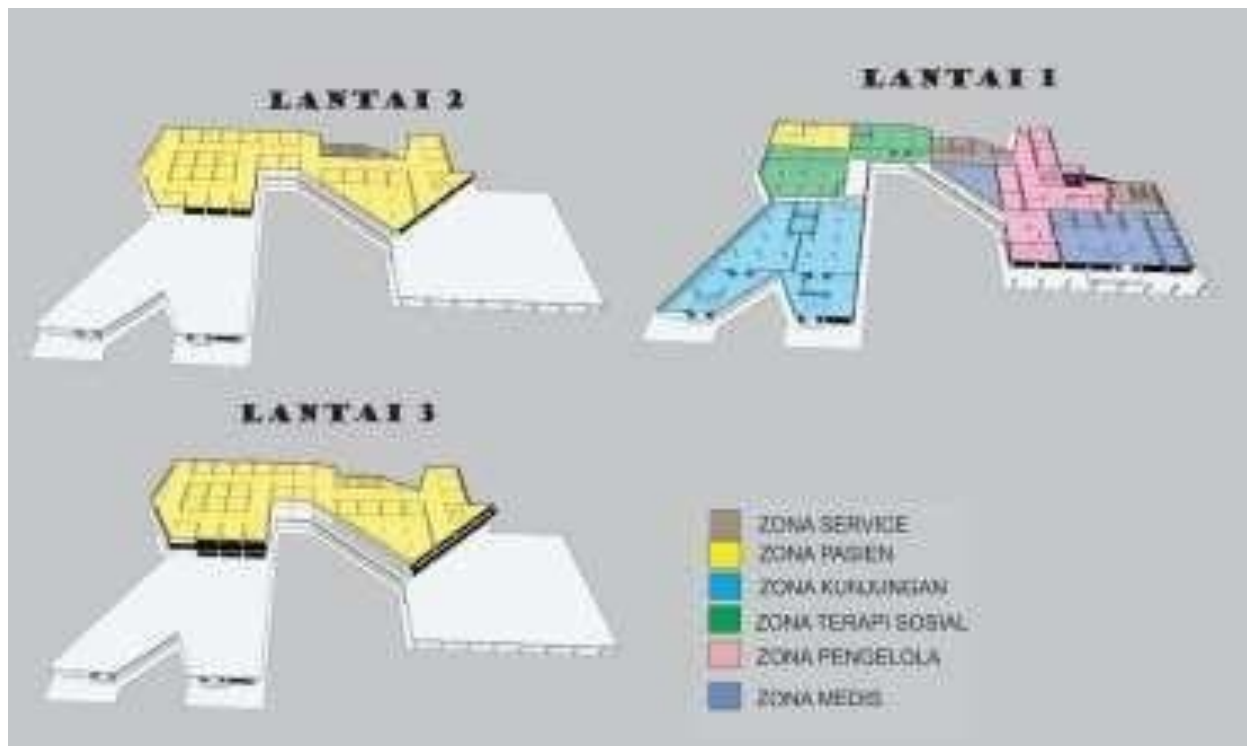 LANTAI 2
LANTAI 1
LANTAI 3
ZONA SERVICE
ZONA PASIEN
ZONA KUNJUNGAN
ZONA TERAPI SOSIAL
ZONA PENGELOLA
ZONA MEDIS